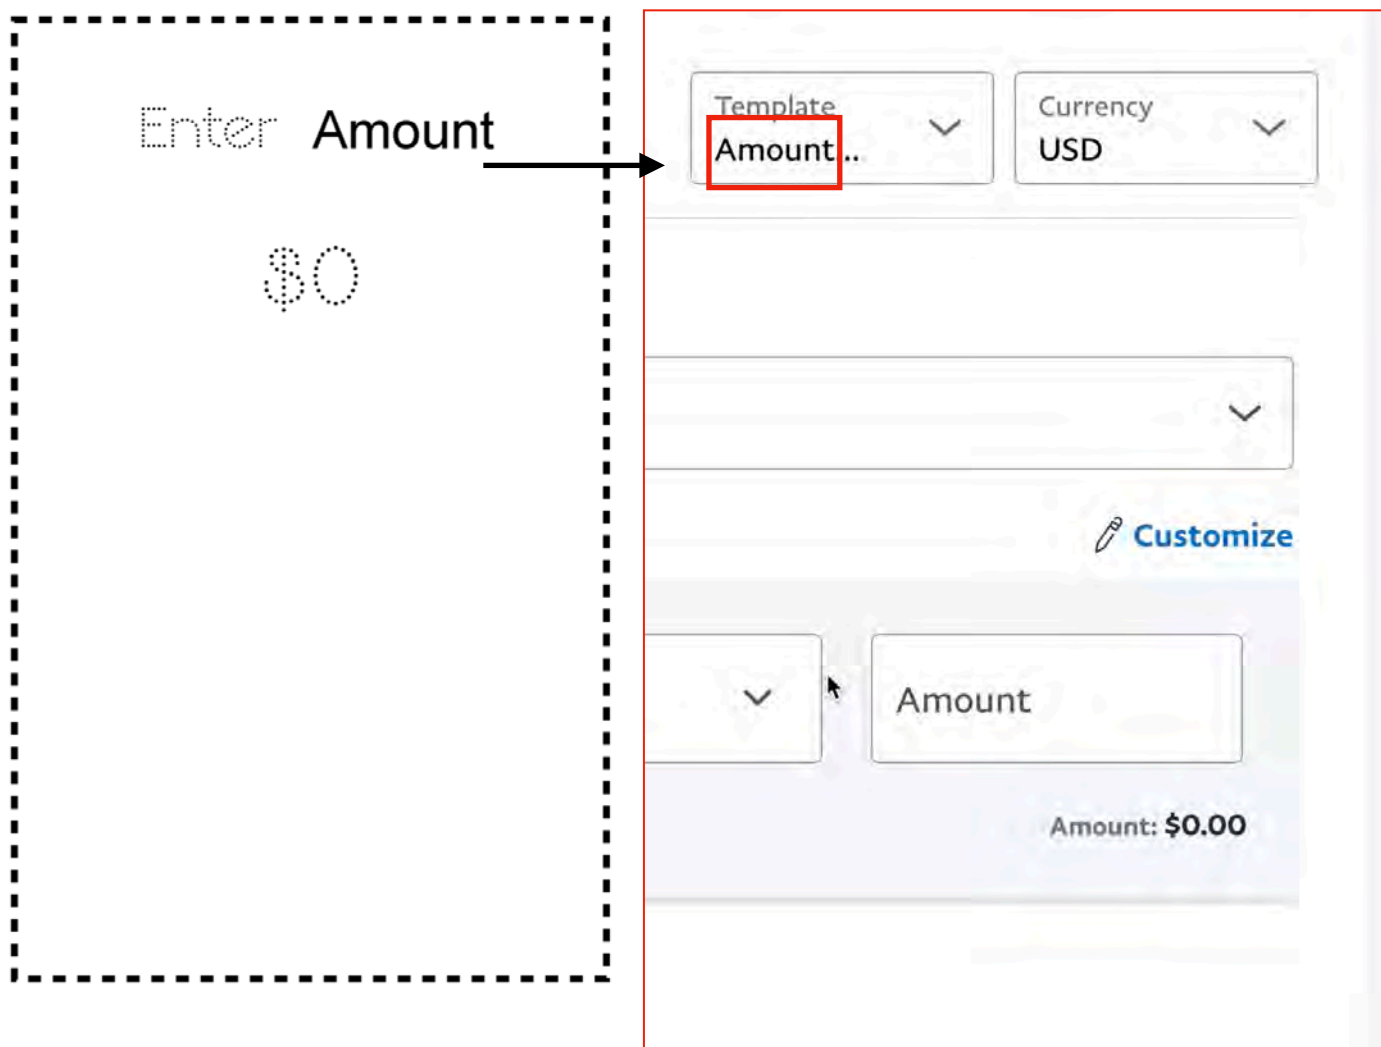 Enter Amount
$0
Template
Amount...
Currency
USD
Customize
Amount
Amount: $0.00